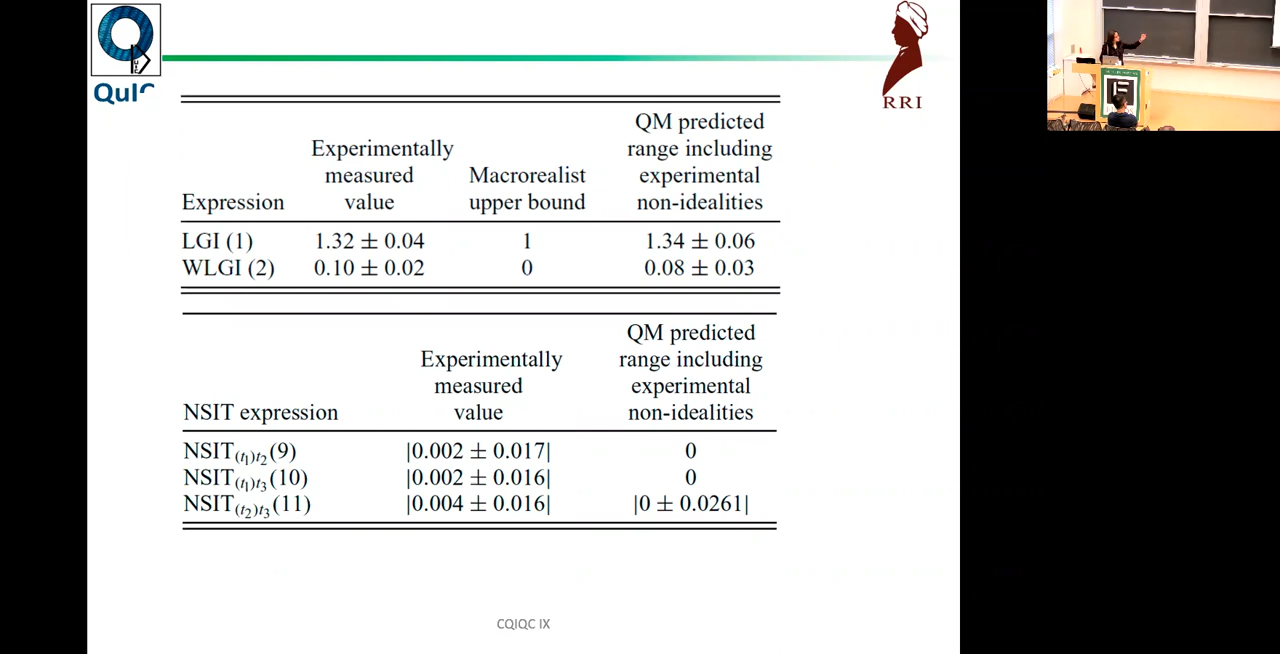 QuIC
RRI
Expression Experimentally measured value Macrorealist upper bound QM predicted range including experimental non-idealities
LGI (1) 1.32 ± 0.04 1 1.34 ± 0.06
WLGI (2) 0.10 ± 0.02 0 0.08 ± 0.03
NSIT expression Experimentally measured value QM predicted range including experimental non-idealities
NSIT(t₁)t₂(9) |0.002 ± 0.017| 0
NSIT(t₁)t₃(10) |0.002 ± 0.016| 0
NSIT(t₂)t₃(11) |0.004 ± 0.016| |0 ± 0.0261|
CQIQC IX